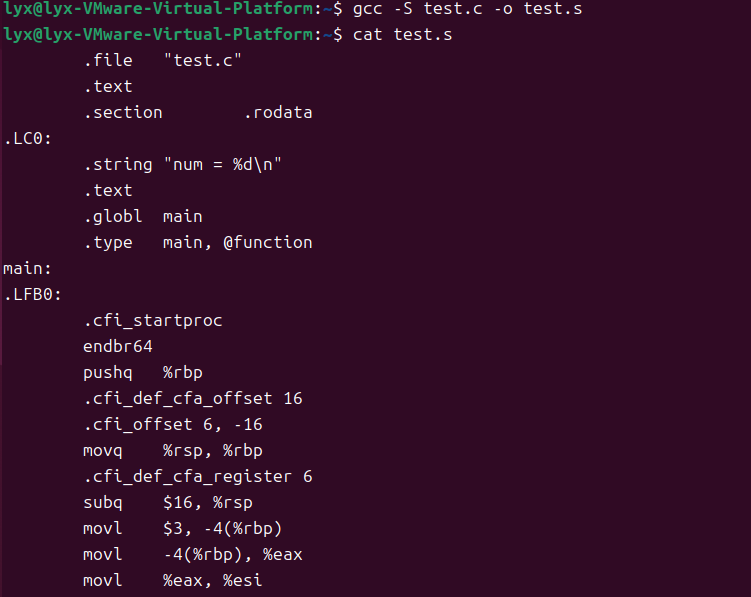 lyx@lyx-VMware-Virtual-Platform:~$ gcc -S test.c -o test.s
lyx@lyx-VMware-Virtual-Platform:~$ cat test.s
        .file   "test.c"
        .text
        .section        .rodata
.LC0:
        .string "num = %d\n"
        .text
        .globl  main
        .type   main, @function
main:
.LFB0:
        .cfi_startproc
        endbr64
        pushq   %rbp
        .cfi_def_cfa_offset 16
        .cfi_offset 6, -16
        movq    %rsp, %rbp
        .cfi_def_cfa_register 6
        subq    $16, %rsp
        movl    $3, -4(%rbp)
        movl    -4(%rbp), %eax
        movl    %eax, %esi